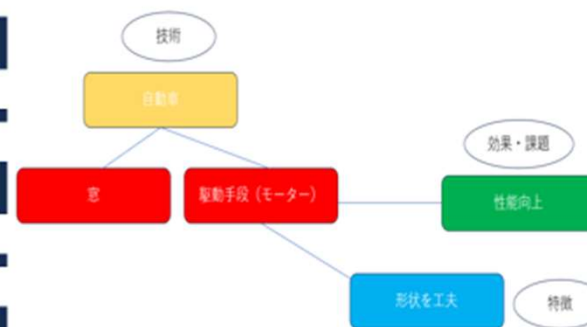 技術
自動車
効果・課題
窓
駆動手段（モーター）
性能向上
形状を工夫
特徴